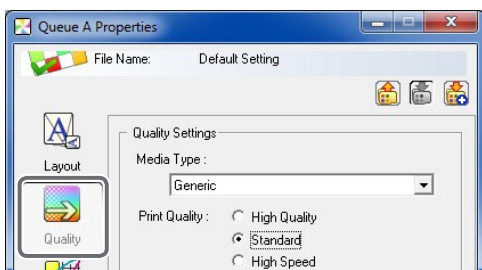 Queue A Properties
File Name: Default Setting
Layout
Quality Settings
Media Type :
Generic
Quality
Print Quality : High Quality
Standard
High Speed